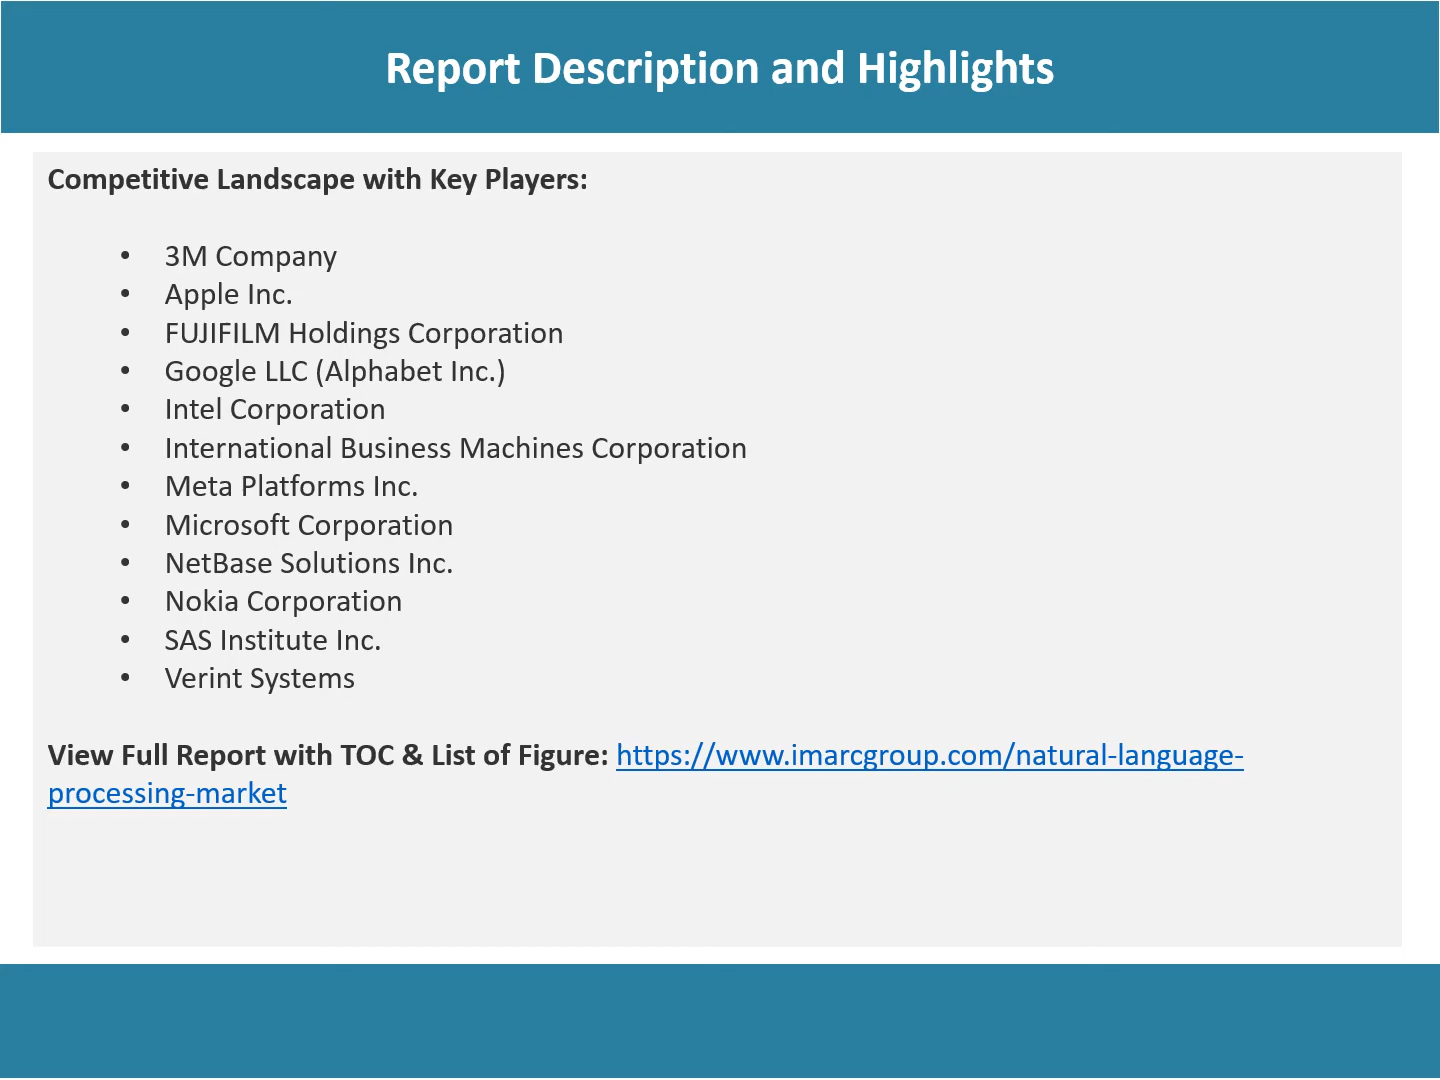 Report Description and Highlights
Competitive Landscape with Key Players:
• 3M Company
• Apple Inc.
• FUJIFILM Holdings Corporation
• Google LLC (Alphabet Inc.)
• Intel Corporation
• International Business Machines Corporation
• Meta Platforms Inc.
• Microsoft Corporation
• NetBase Solutions Inc.
• Nokia Corporation
• SAS Institute Inc.
• Verint Systems
View Full Report with TOC & List of Figure: https://www.imarcgroup.com/natural-language-
processing-market